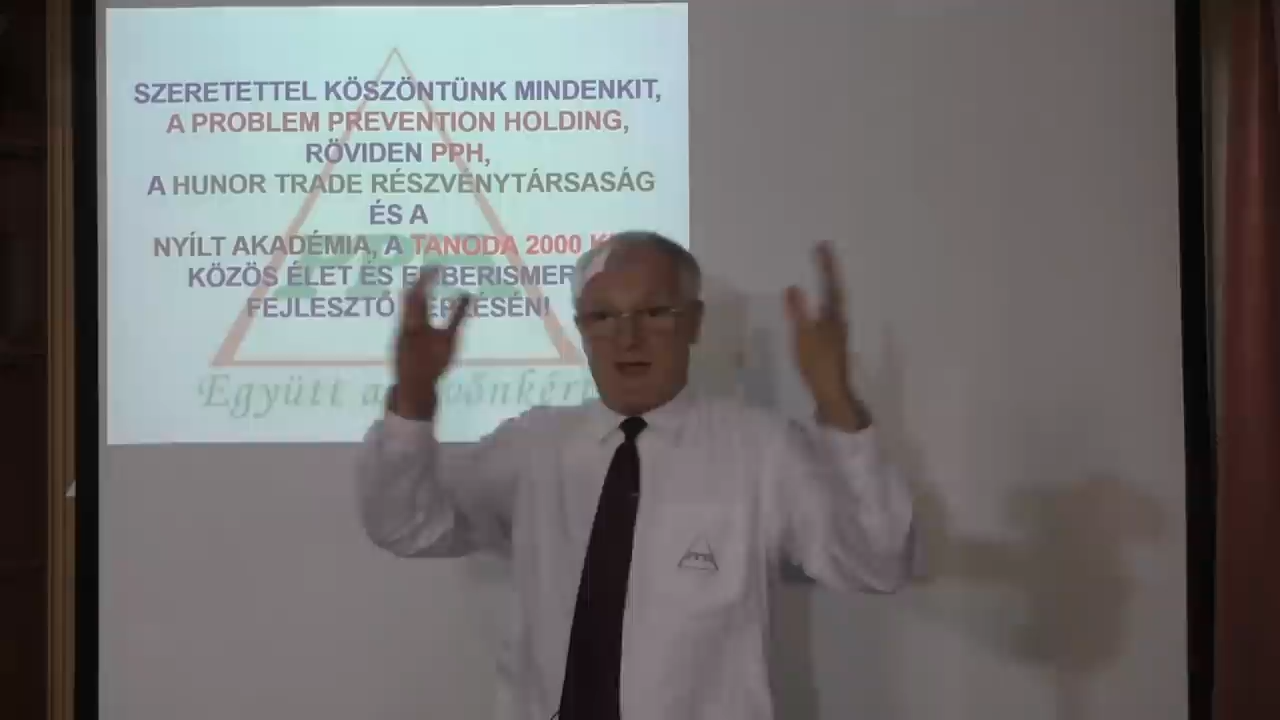 SZERETETTEL KÖSZÖNTÜNK MINDENKIT,
A PROBLEM PREVENTION HOLDING,
RÖVIDEN PPH,
A HUNOR TRADE RÉSZVÉNYTÁRSASÁG
ÉS A
NYÍLT AKADÉMIA, A TANODA 2000
KÖZÖS ÉLET ÉS
FEJLESZTŐ
Együtt
PPH